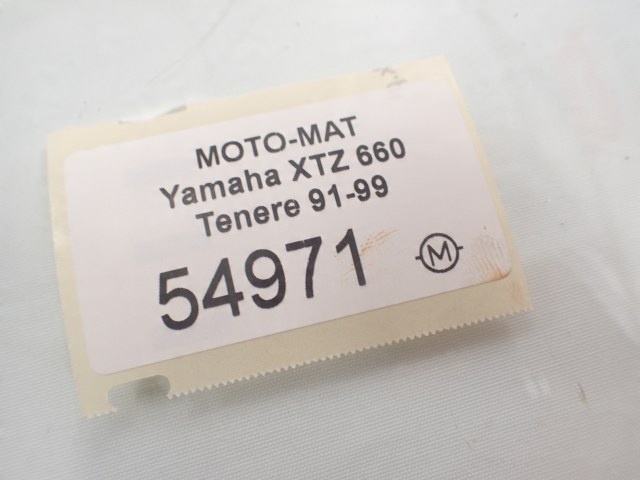 MOTO-MAT
Yamaha XTZ 660
Tenere 91-99
54971
M